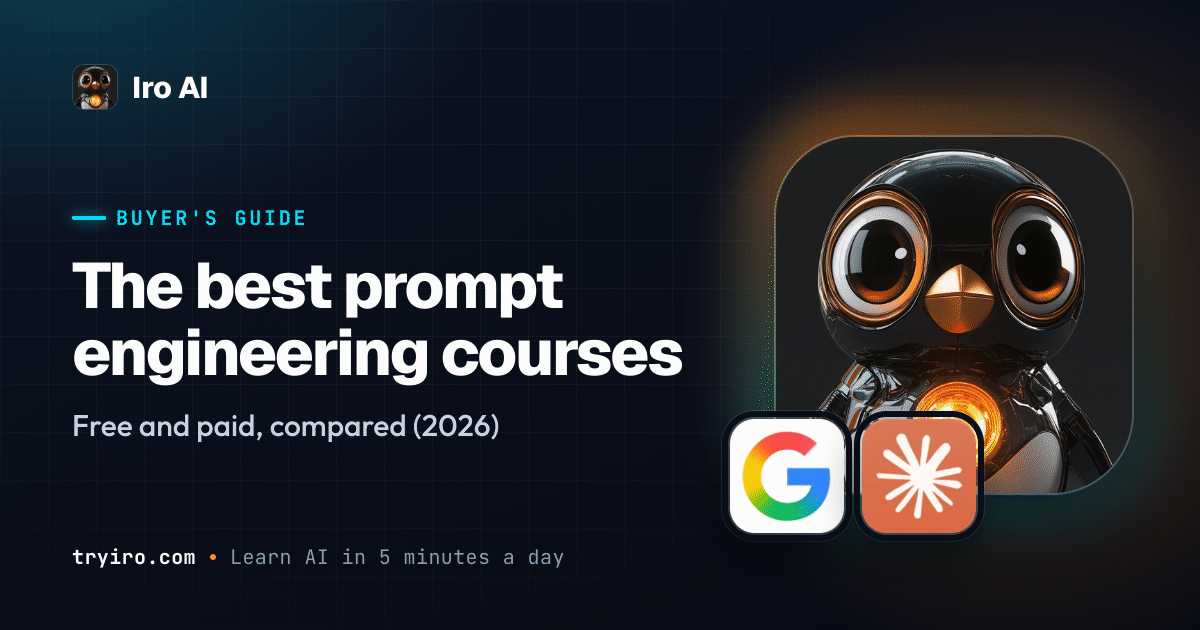 Iro AI
BUYER'S GUIDE
The best prompt
engineering courses
Free and paid, compared (2026)
tryiro.com • Learn AI in 5 minutes a day